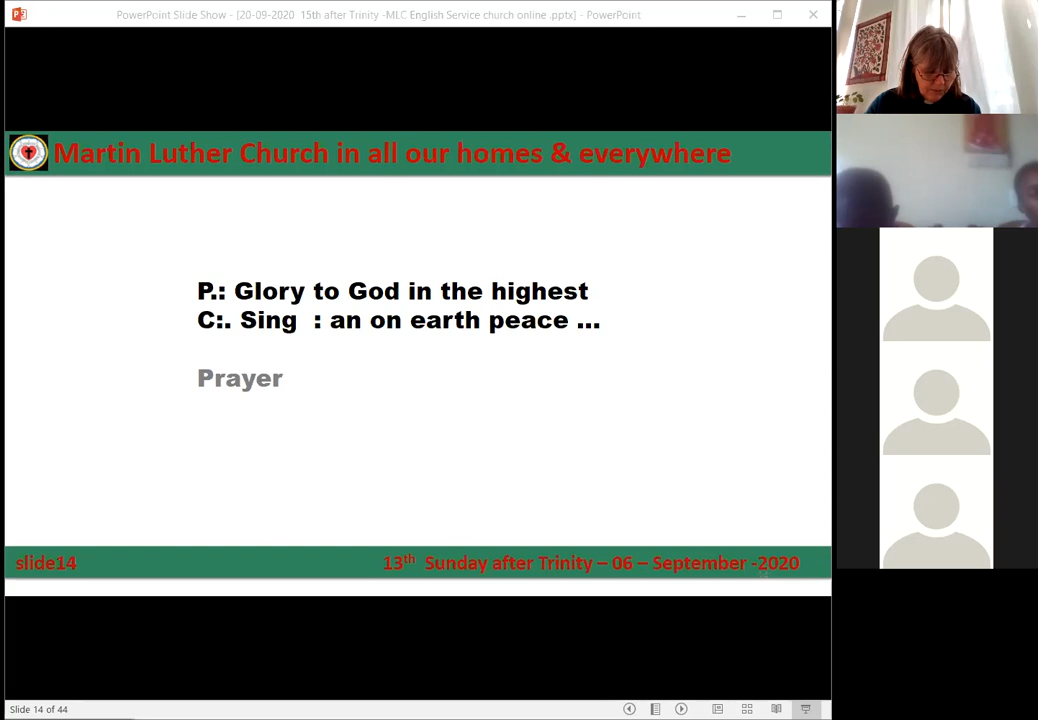 PowerPoint Slide Show - [20-09-2020 15th after Trinity -MLC English Service church online .pptx] - PowerPoint
Martin Luther Church in all our homes & everywhere
P.: Glory to God in the highest
C:. Sing : an on earth peace ...
Prayer
slide14
13th Sunday after Trinity – 06 – September -2020
Slide 14 of 44